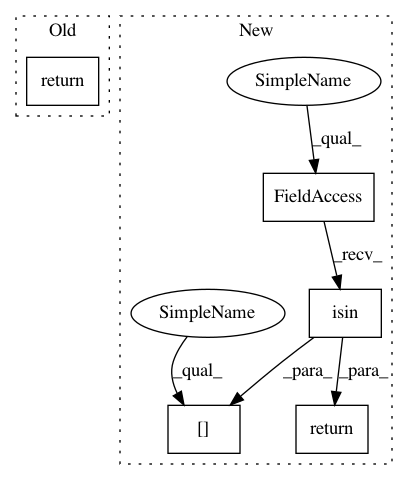 Old
New
return
SimpleName
_qual_
FieldAccess
_recv_
SimpleName
isin
_qual_
_para_
_para_
[]
return